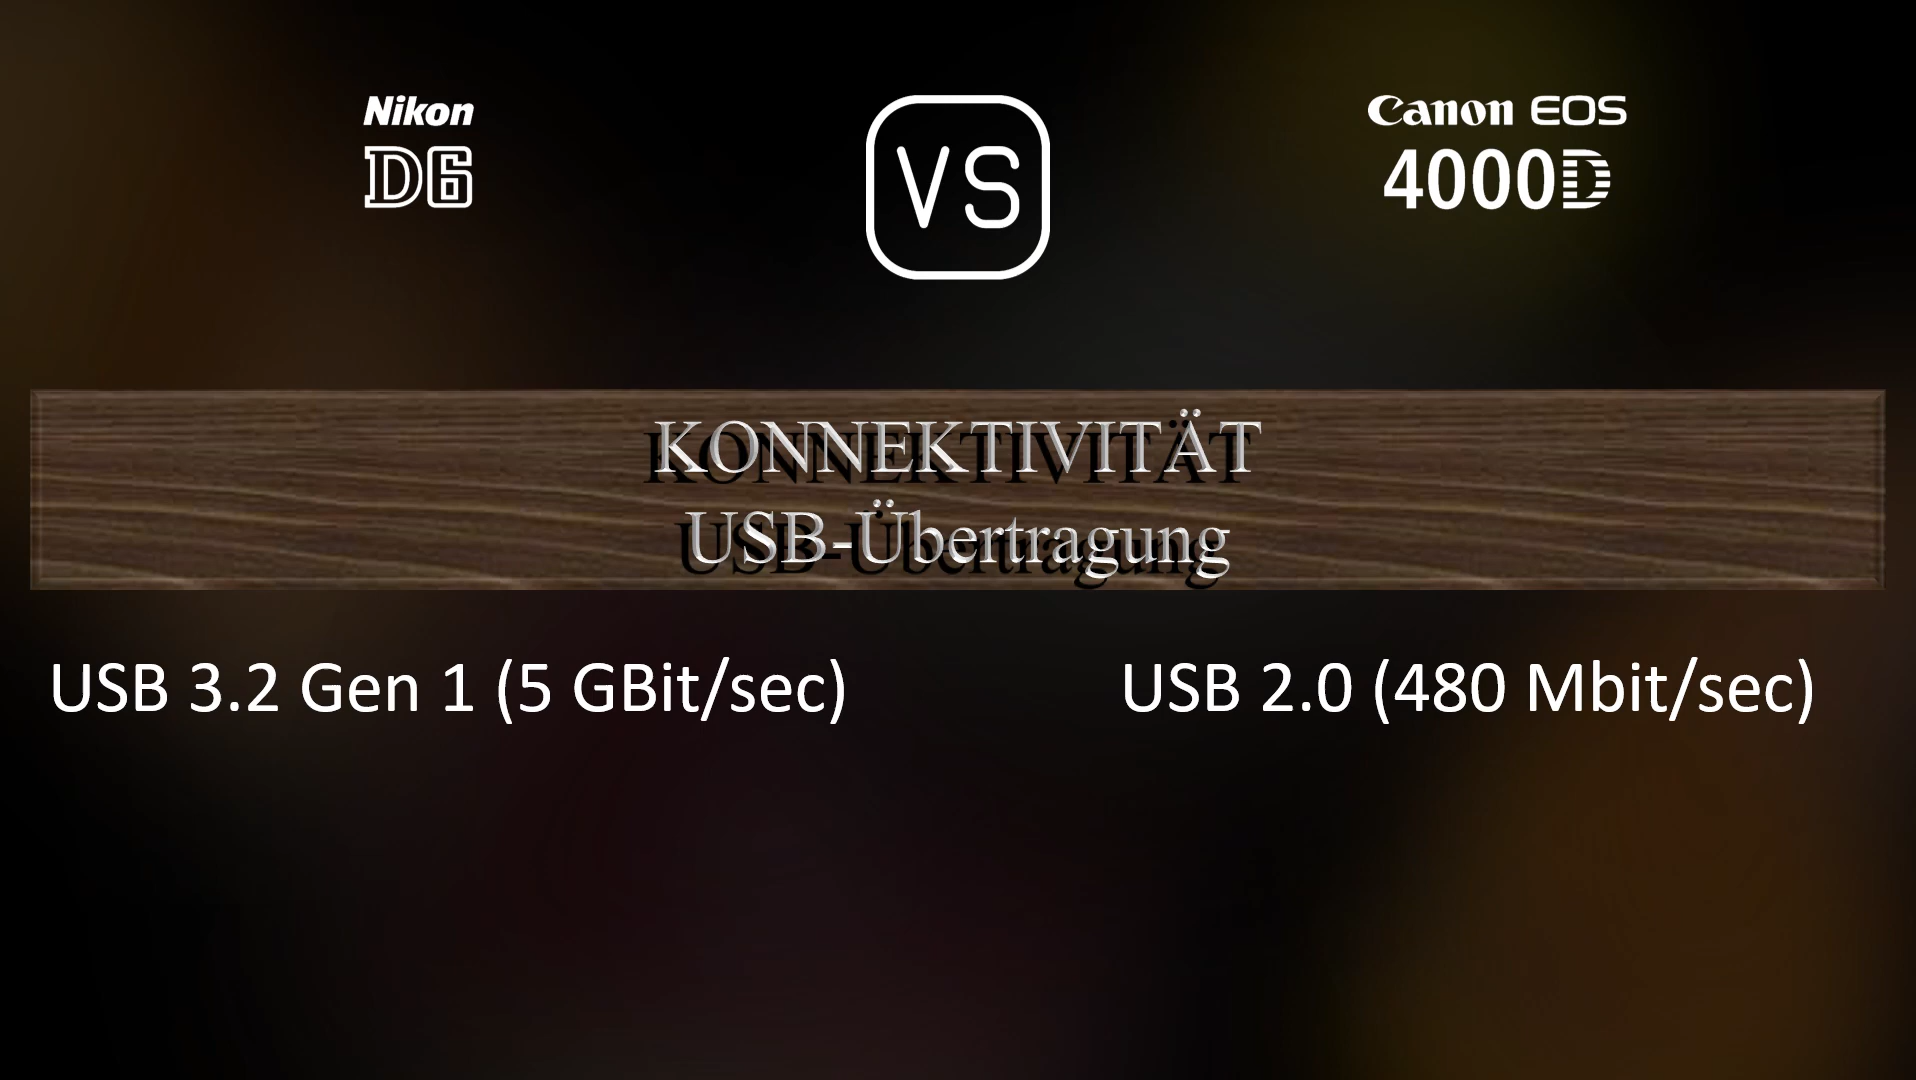 Nikon
D6
VS
Canon EOS
4000D
KONNEKTIVITÄT
USB-Übertragung
USB 3.2 Gen 1 (5 GBit/sec)
USB 2.0 (480 Mbit/sec)